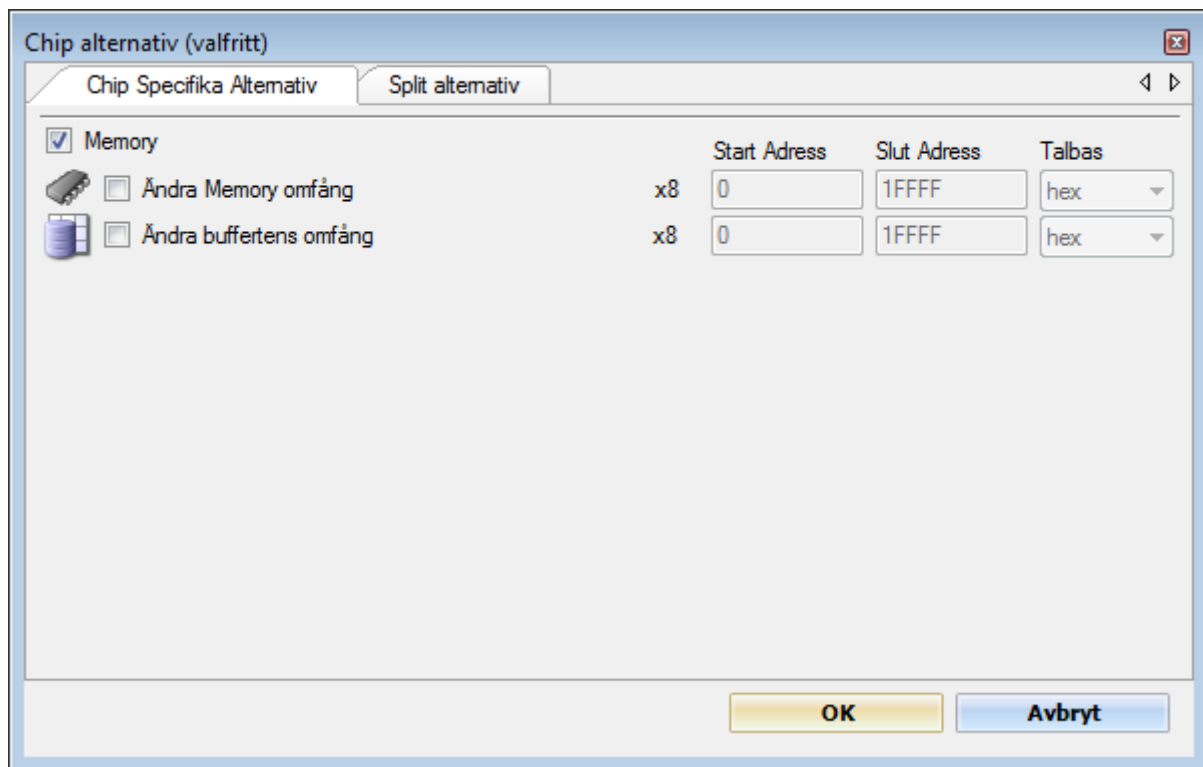 Chip alternativ (valfritt)
Chip Specifika Alternativ Split alternativ
Memory Start Adress Slut Adress Talbas
Ändra Memory omfång x8 0 1FFFF hex
Ändra buffertens omfång x8 0 1FFFF hex
OK Avbryt